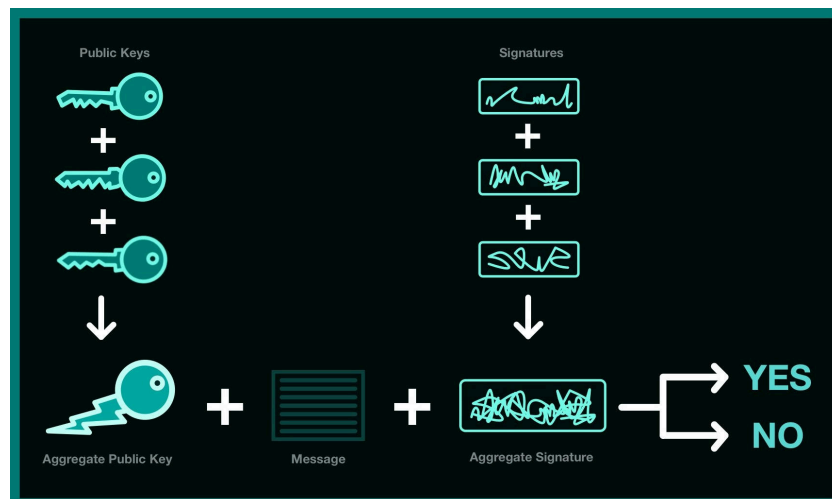 Public Keys
Signatures
YES
NO
Aggregate Public Key
Message
Aggregate Signature